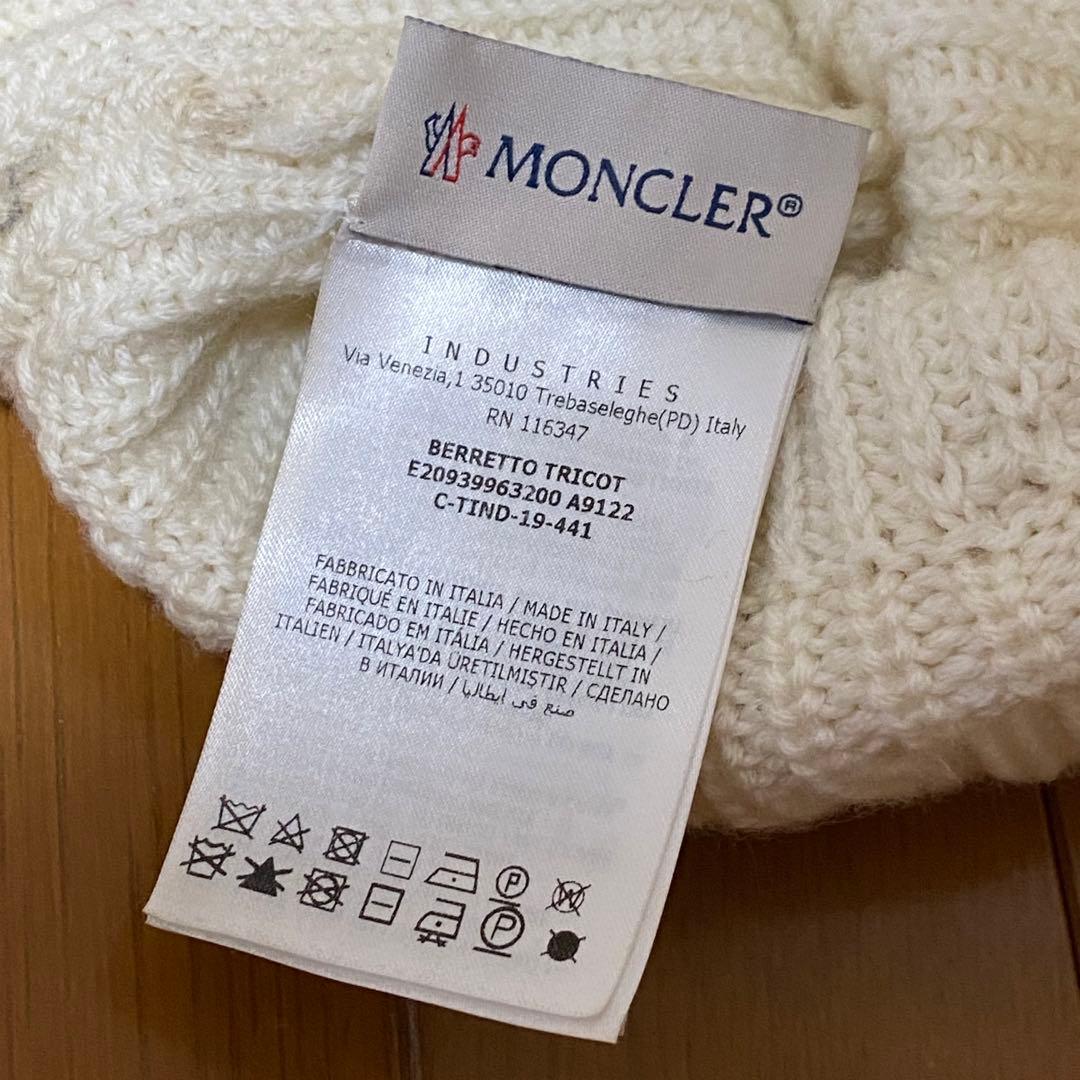 MONCLER®
INDUSTRIES
Via Venezia,1 35010 Trebaseleghe(PD) Italy
RN 116347
BERRETTO TRICOT
E20939963200 A9122
C-TIND-19-441
FABBRICATO IN ITALIA / MADE IN ITALY /
FABRIQUÉ EN ITALIE / HECHO EN ITALIA /
FABRICADO EM ITÁLIA / HERGESTELLT IN
ITALIEN / ITALYA'DA ÜRETILMIŞTIR / СДЕЛАНО
В ИТАЛИИ / صنع في إيطاليا
P W
P